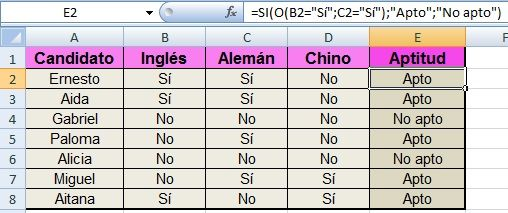 E2 fx =SI(O(B2="Sí";C2="Sí");"Apto";"No apto")
A B C D E F
1 Candidato Inglés Alemán Chino Aptitud
2 Ernesto Sí Sí No Apto
3 Aida Sí Sí No Apto
4 Gabriel No No No No apto
5 Paloma No Sí No Apto
6 Alicia No No No No apto
7 Miguel No Sí Sí Apto
8 Aitana Sí No Sí Apto